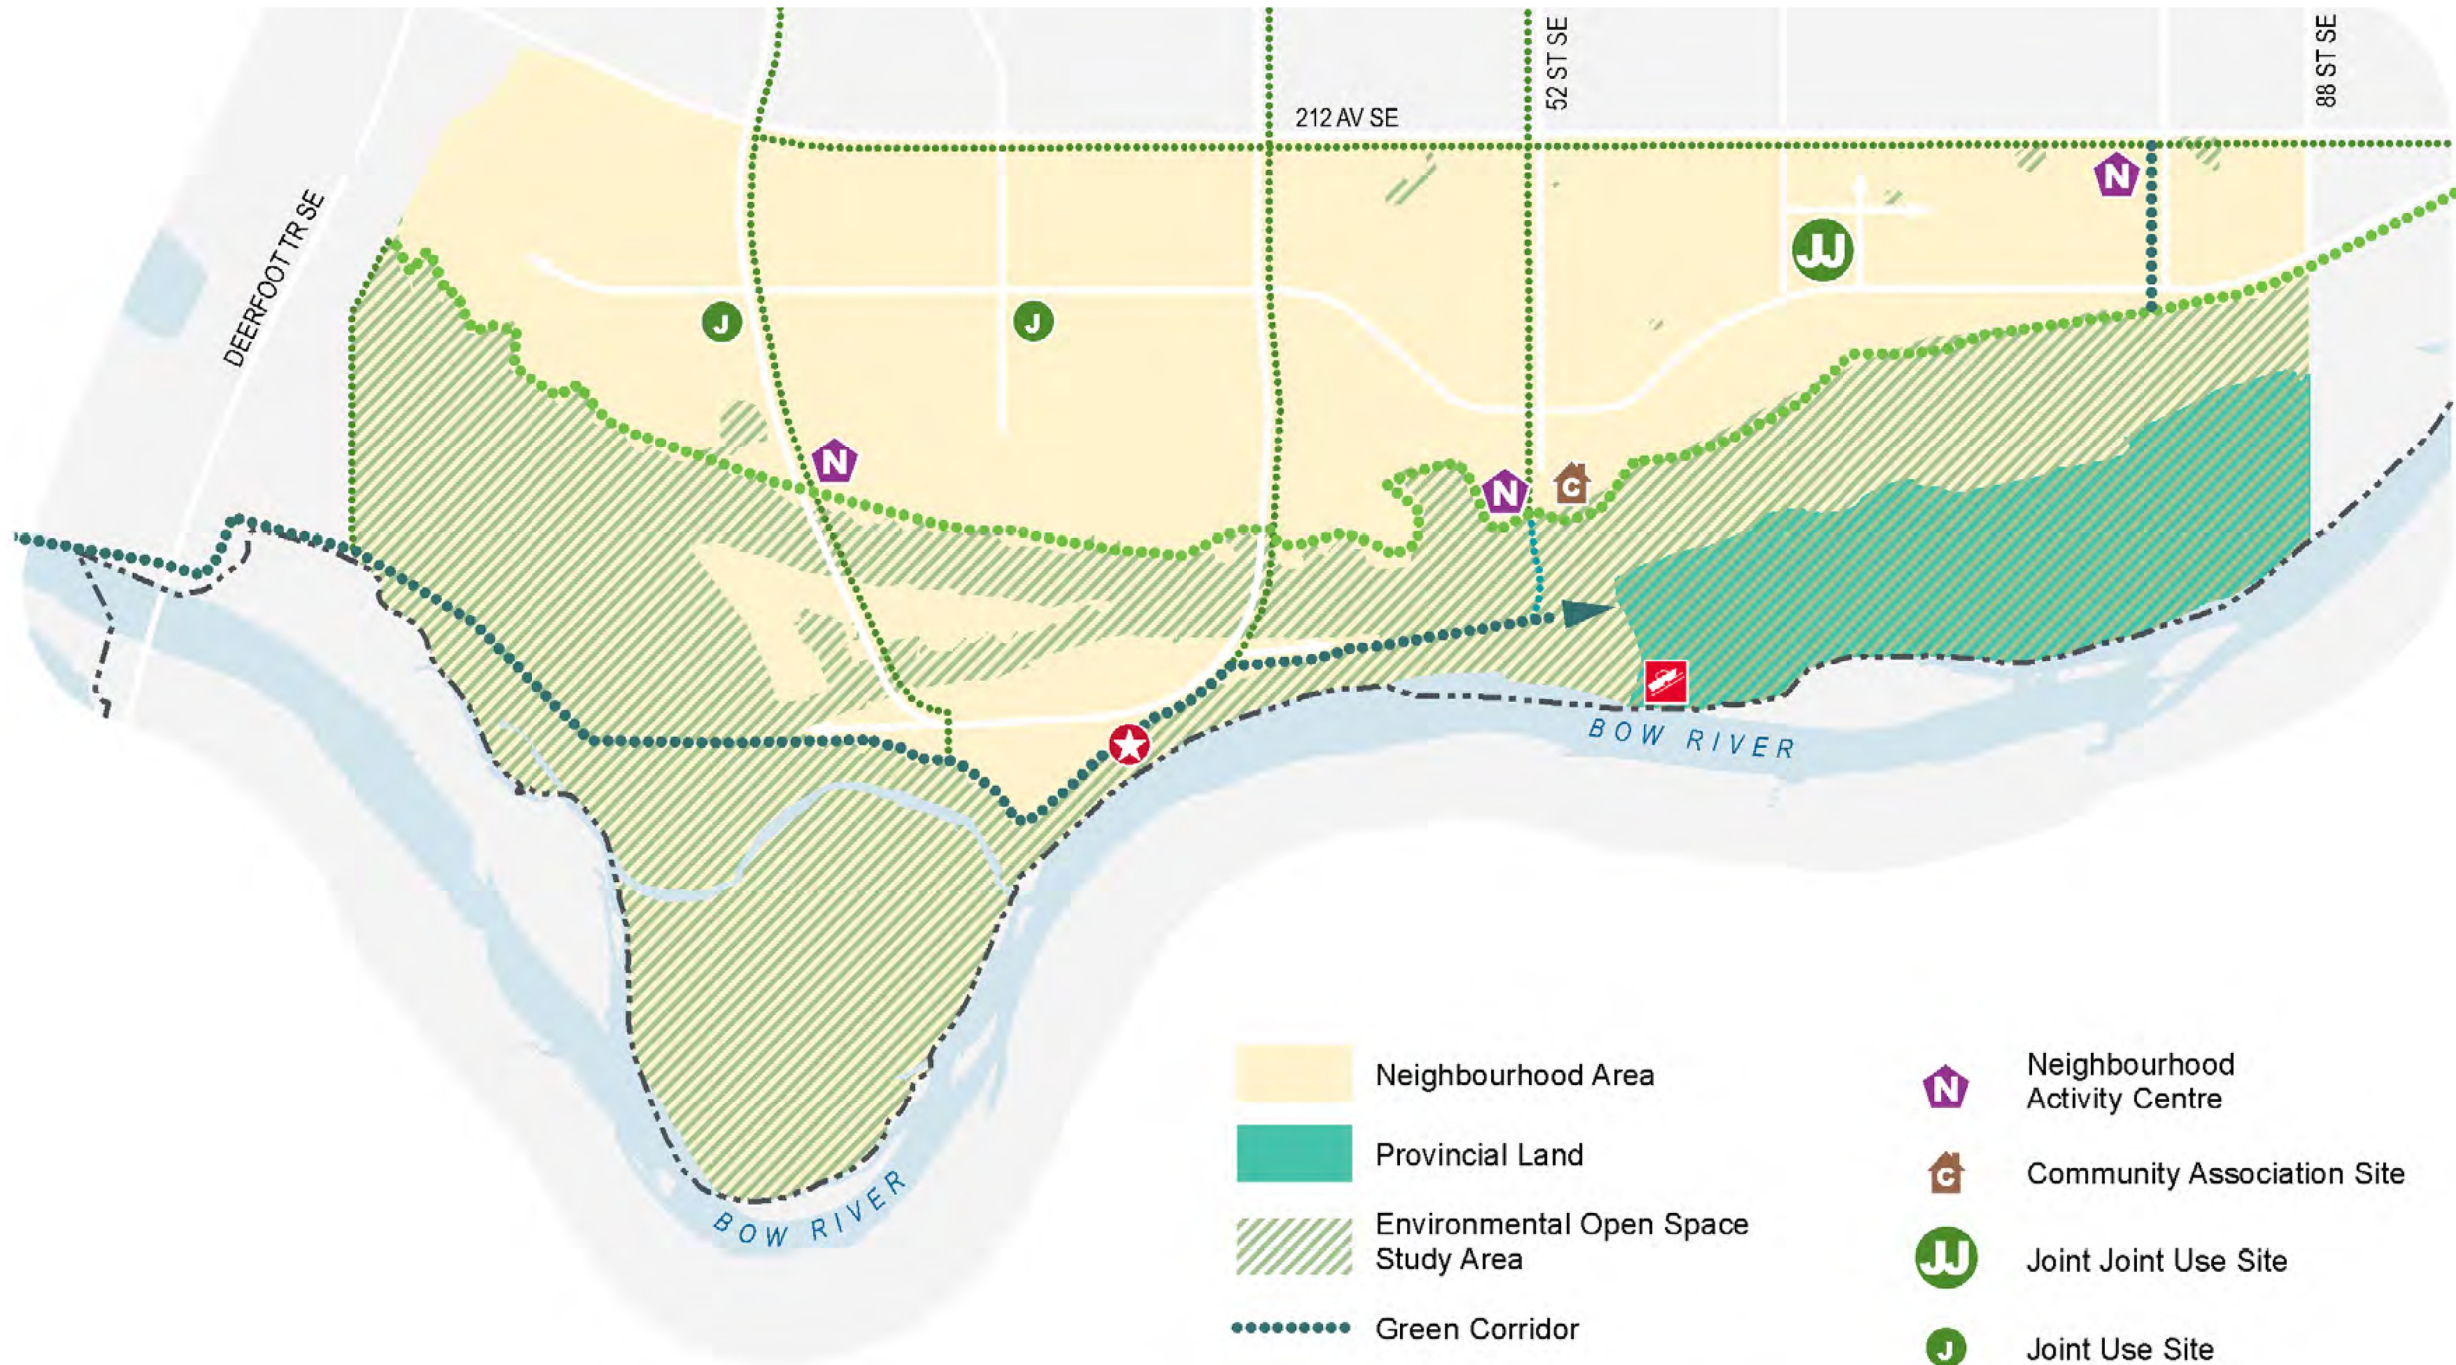 52 ST SE
88 ST SE
212 AV SE
N
DEERFOOT TR SE
JJ
J
J
N
N
C
BOW RIVER
BOW RIVER
Neighbourhood Area
Provincial Land
Environmental Open Space
Study Area
Green Corridor
N
Neighbourhood
Activity Centre
C
Community Association Site
JJ
Joint Joint Use Site
J
Joint Use Site